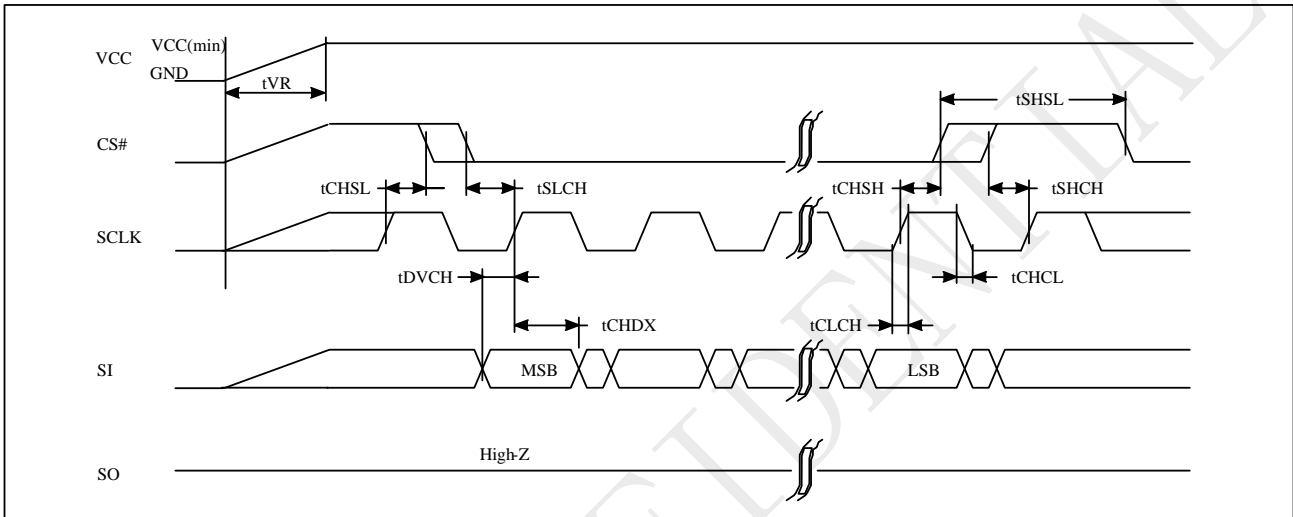 VCC
VCC(min)
GND
tVR
tSHSL
CS#
tCHSL
tSLCH
tCHSH
tSHCH
SCLK
tDVCH
tCHCL
tCHDX
tCLCH
SI
MSB
LSB
High-Z
SO